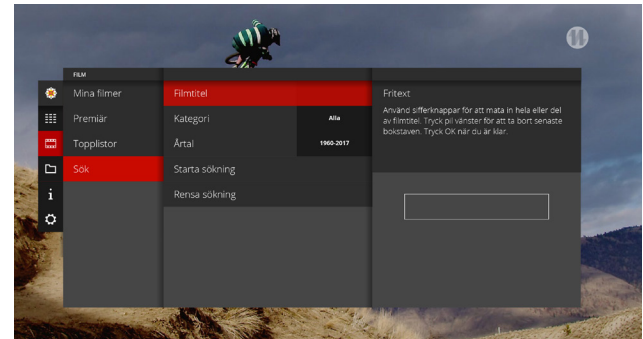 FILM
Mina filmer
Premiär
Topplistor
Sök
Filmtitel
Kategori Alla
Årtal 1960-2017
Starta sökning
Rensa sökning
Fritext
Använd sifferknappar för att mata in hela eller del
av filmtitel. Tryck pil vänster för att ta bort senaste
bokstaven. Tryck OK när du är klar.